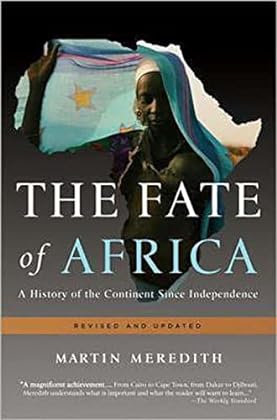 THE FATE
of AFRICA
A History of the Continent Since Independence
REVISED AND UPDATED
MARTIN MEREDITH
"A magnificent achievement.... From Cairo to Cape Town, from Dakar to Djibouti,
Meredith understands what is important and what the reader will want to learn..."
—The Weekly Standard